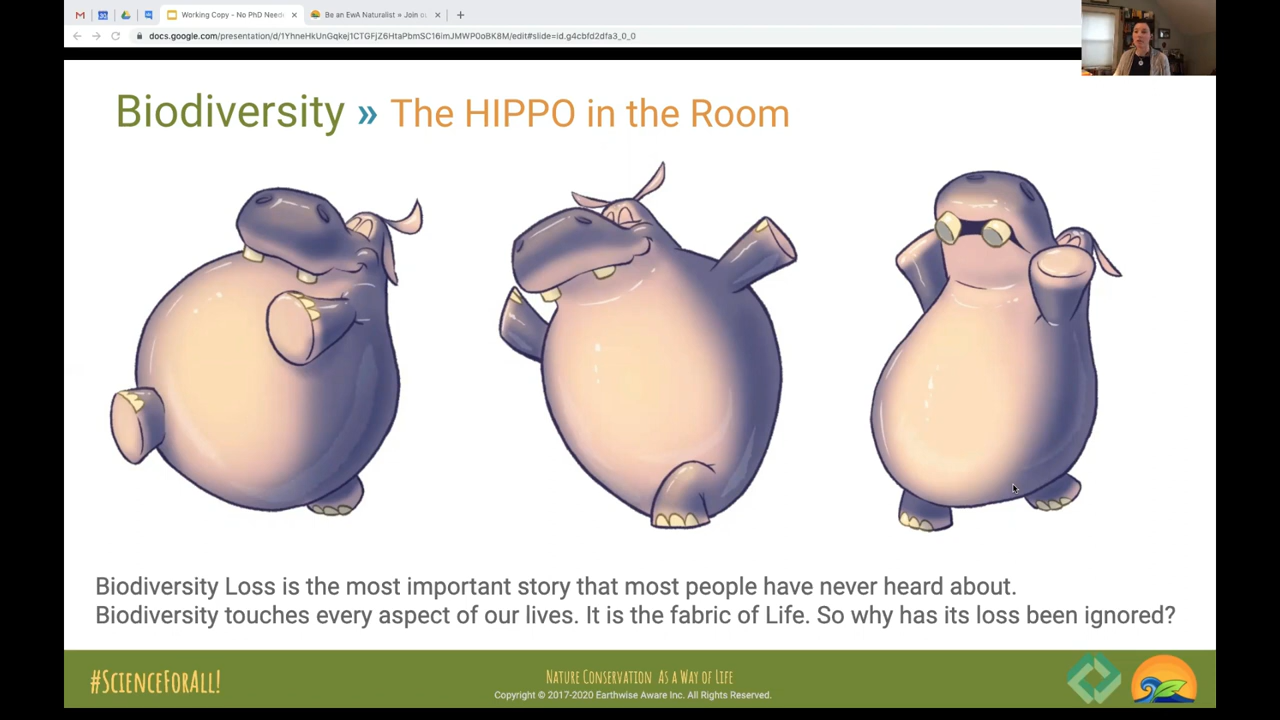 Working Copy - No PhD Need
Be an EwA Naturalist » Join o
docs.google.com/presentation/d/1YhneHkUnGqkej1CTGFjZ6HtaPbmSC16imJMWP0oBK8M/edit#slide=id.g4cbfd2dfa3_0_0
Biodiversity » The HIPPO in the Room
Biodiversity Loss is the most important story that most people have never heard about.
Biodiversity touches every aspect of our lives. It is the fabric of Life. So why has its loss been ignored?
#ScienceForAll!
Nature Conservation As a Way of Life
Copyright © 2017-2020 Earthwise Aware Inc. All Rights Reserved.